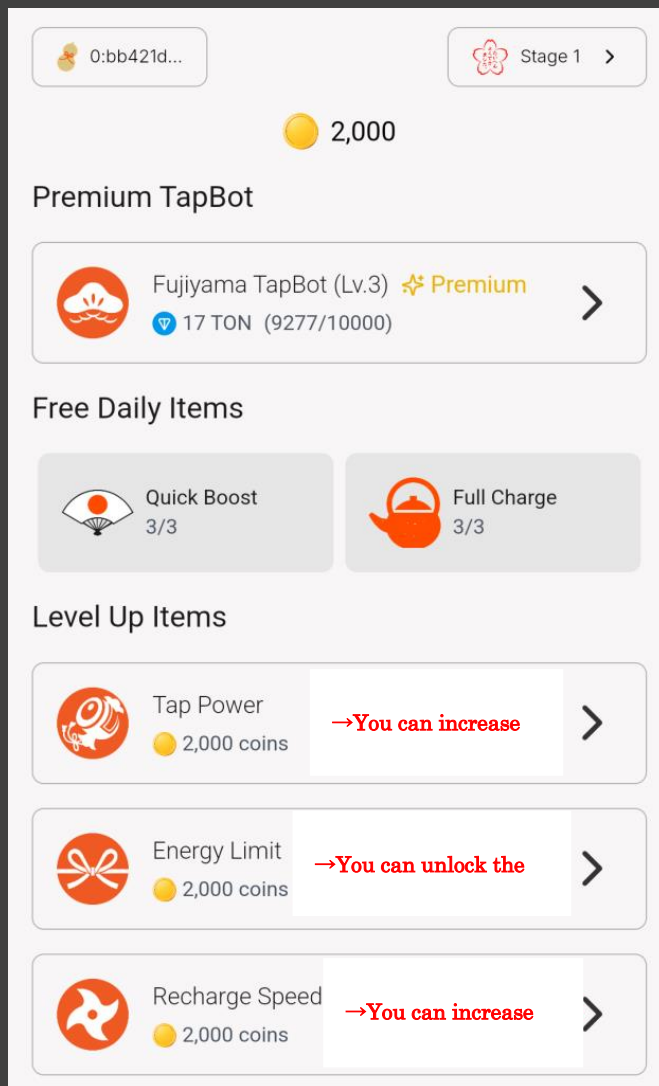 0:bb421d...
Stage 1
2,000
Premium TapBot
Fujiyama TapBot (Lv.3) Premium
17 TON (9277/10000)
Free Daily Items
Quick Boost
3/3
Full Charge
3/3
Level Up Items
Tap Power
2,000 coins
→You can increase
Energy Limit
2,000 coins
→You can unlock the
Recharge Speed
2,000 coins
→You can increase